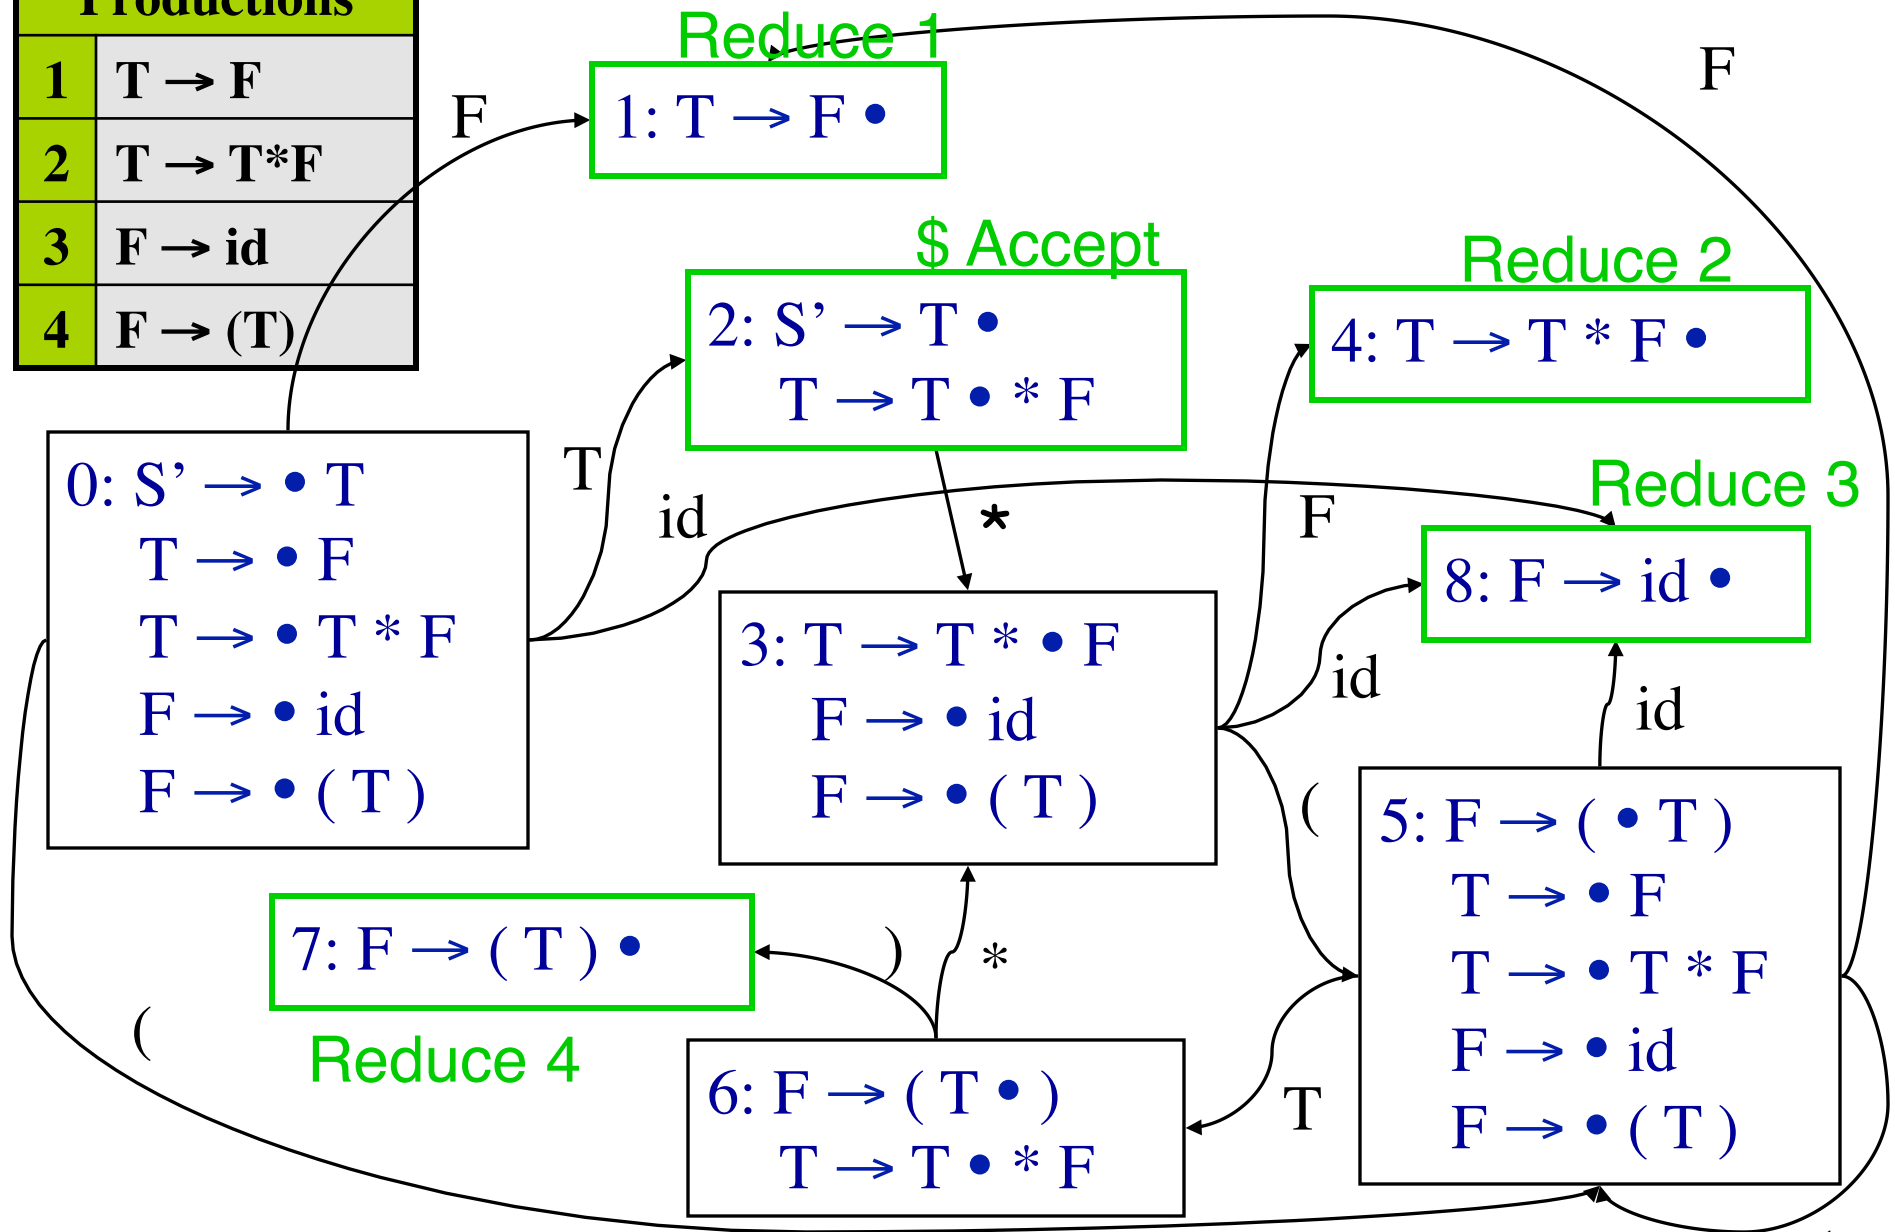 Productions
1 T → F
2 T → T*F
3 F → id
4 F → (T)
Reduce 1
F
F
1: T → F •
$ Accept
2: S’ → T •
T → T • * F
Reduce 2
4: T → T * F •
0: S’ → • T
T → • F
T → • T * F
F → • id
F → • ( T )
T
id
*
F
Reduce 3
8: F → id •
3: T → T * • F
F → • id
F → • ( T )
id
id
(
5: F → ( • T )
T → • F
T → • T * F
F → • id
F → • ( T )
7: F → ( T ) •
)
*
Reduce 4
(
6: F → ( T • )
T → T • * F
T